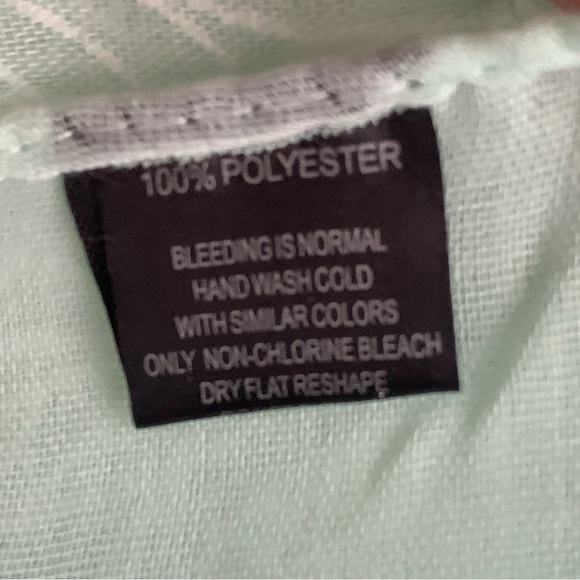 100% POLYESTER
BLEEDING IS NORMAL
HAND WASH COLD
WITH SIMILAR COLORS
ONLY NON-CHLORINE BLEACH
DRY FLAT RESHAPE